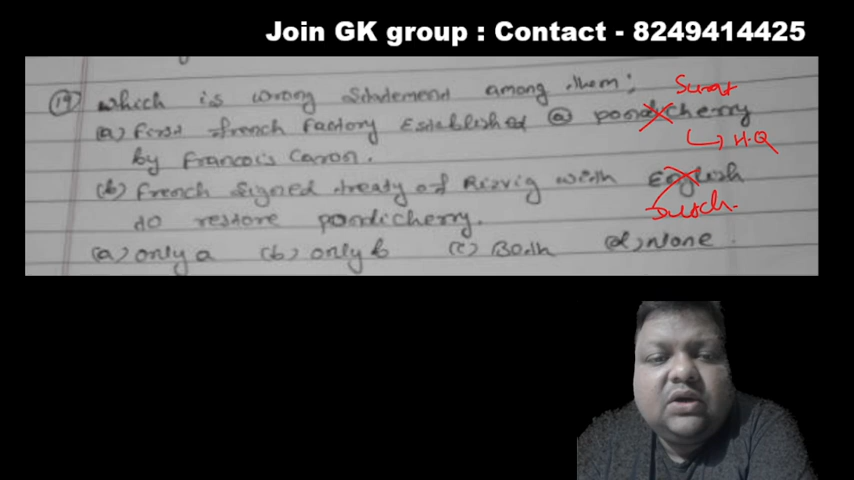 Join GK group : Contact - 8249414425
(19) which is wrong statement among them;
Surat
(a) First french Factory Established @ pondicherry
↳ H.Q
by Francois Caron.
(b) French signed treaty of Rizvig with English
Dutch.
to restore pondicherry.
(a) only a (b) only b (c) Both (d) None.